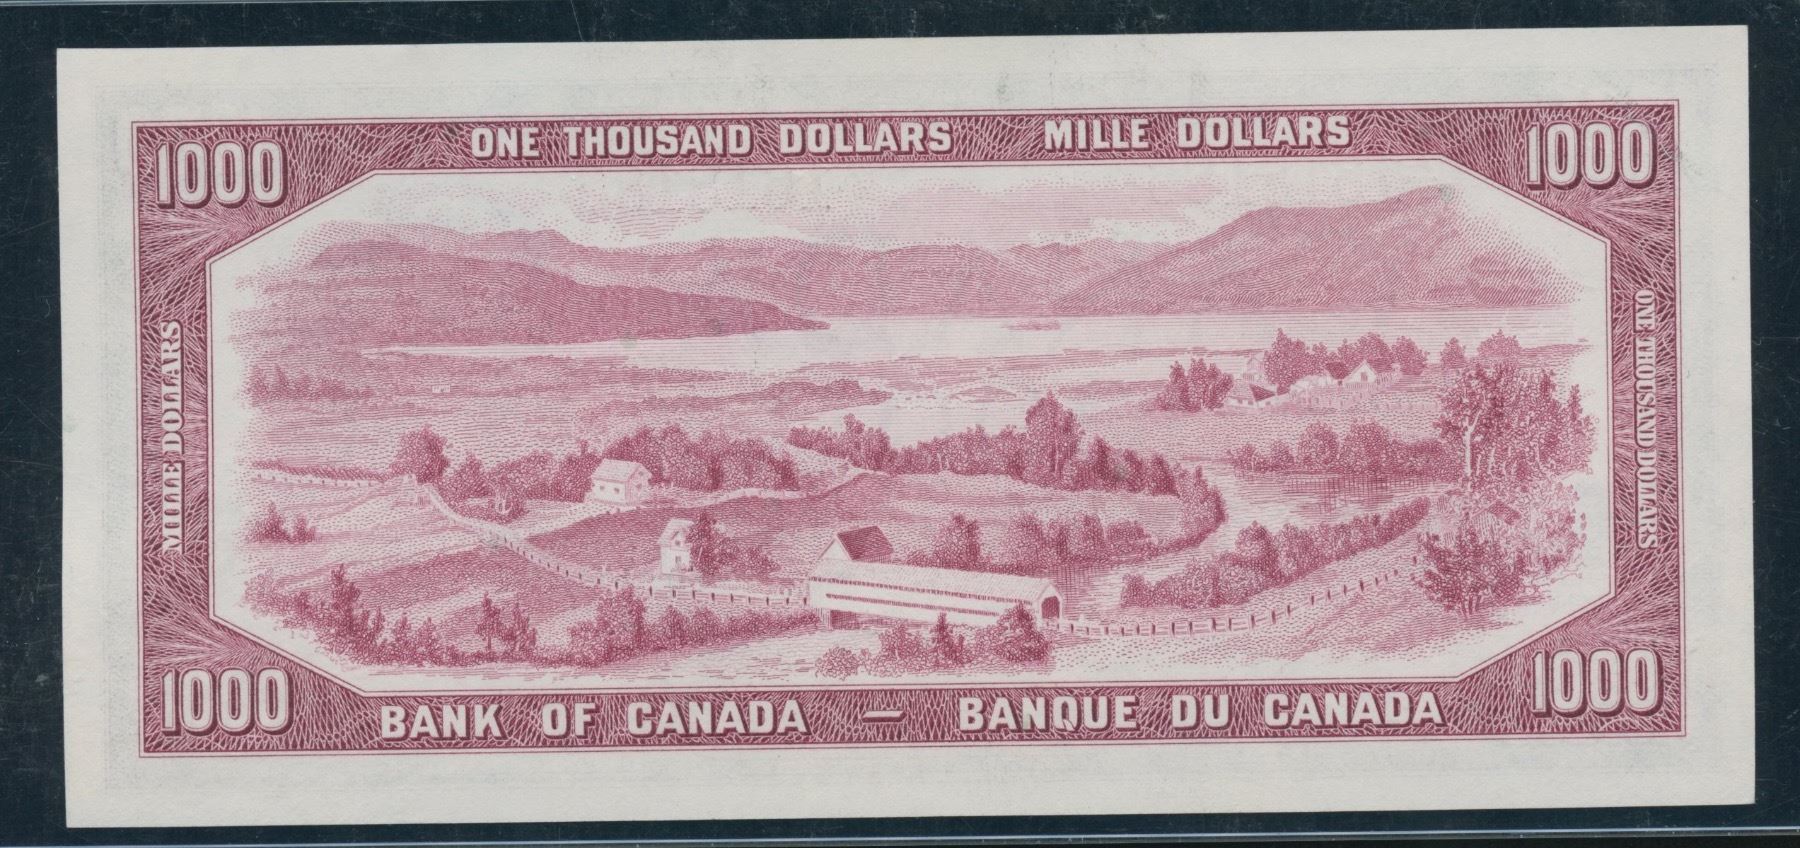 1000
ONE THOUSAND DOLLARS MILLE DOLLARS
1000
MILLE DOLLARS
ONE THOUSAND DOLLARS
1000
BANK OF CANADA — BANQUE DU CANADA
1000